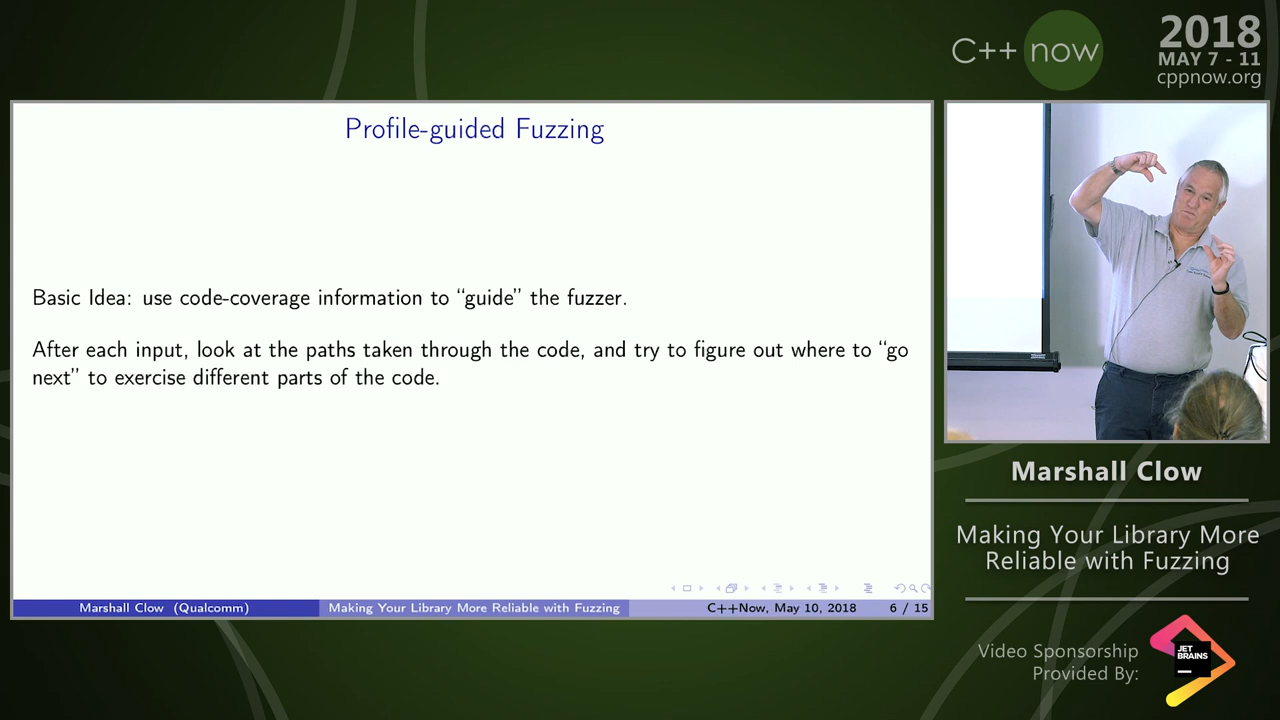 C++ now
2018
MAY 7 - 11
cppnow.org
Profile-guided Fuzzing
Basic Idea: use code-coverage information to “guide” the fuzzer.
After each input, look at the paths taken through the code, and try to figure out where to “go
next” to exercise different parts of the code.
Marshall Clow (Qualcomm)
Making Your Library More Reliable with Fuzzing
C++Now, May 10, 2018
6 / 15
Marshall Clow
Making Your Library More
Reliable with Fuzzing
Video Sponsorship
Provided By:
JET
BRAINS